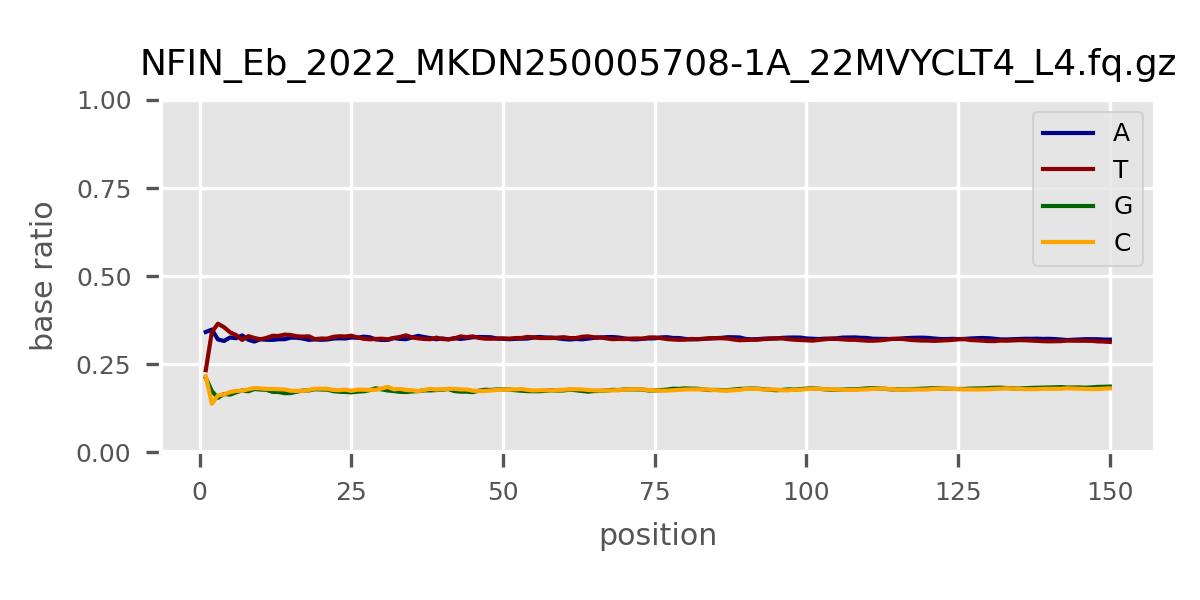 NFIN_Eb_2022_MKDN250005708-1A_22MVYCLT4_L4.fq.gz
1.00
0.75
0.50
0.25
0.00
base ratio
A
T
G
C
0 25 50 75 100 125 150
position